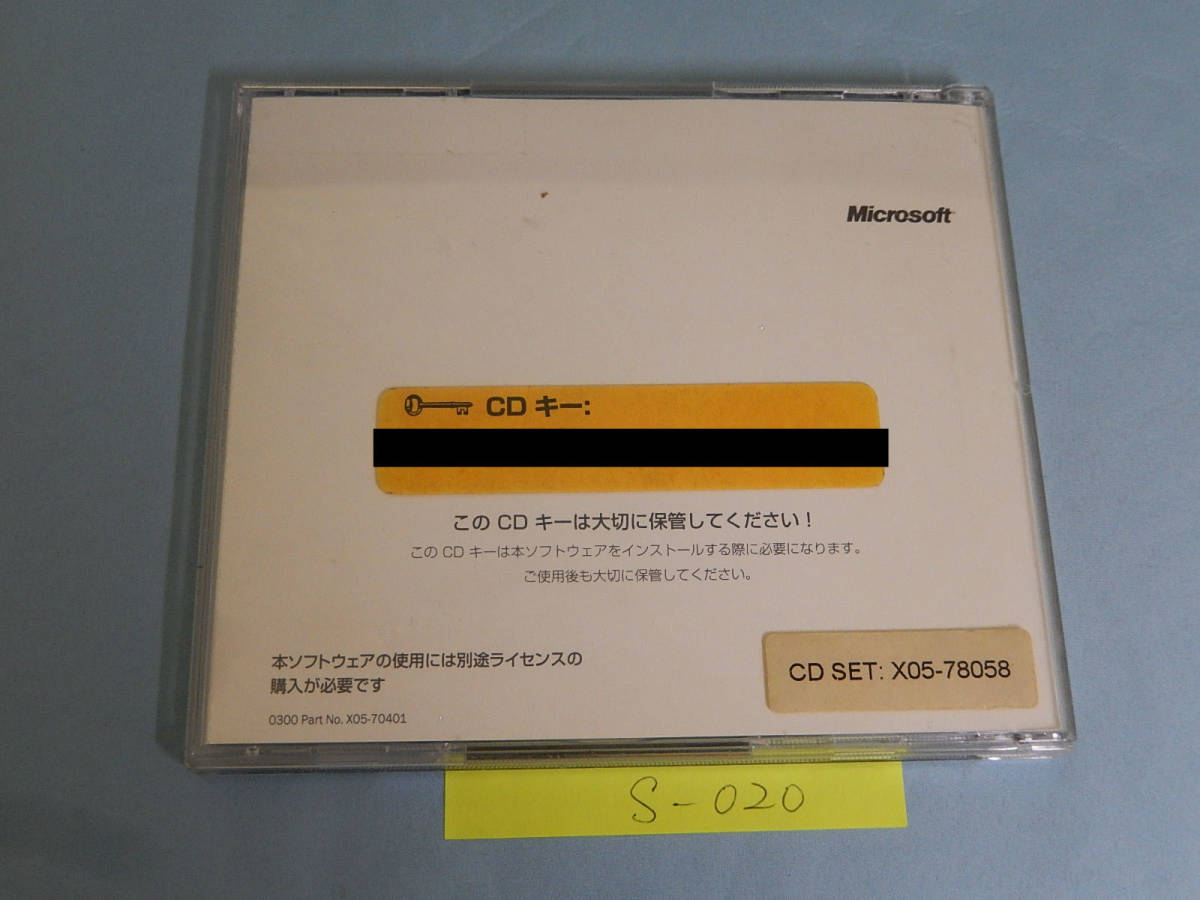 Microsoft
CD キー:
この CD キーは大切に保管してください！
この CD キーは本ソフトウェアをインストールする際に必要になります。
ご使用後も大切に保管してください。
本ソフトウェアの使用には別途ライセンスの
購入が必要です
0300 Part No. X05-70401
CD SET: X05-78058
S-020